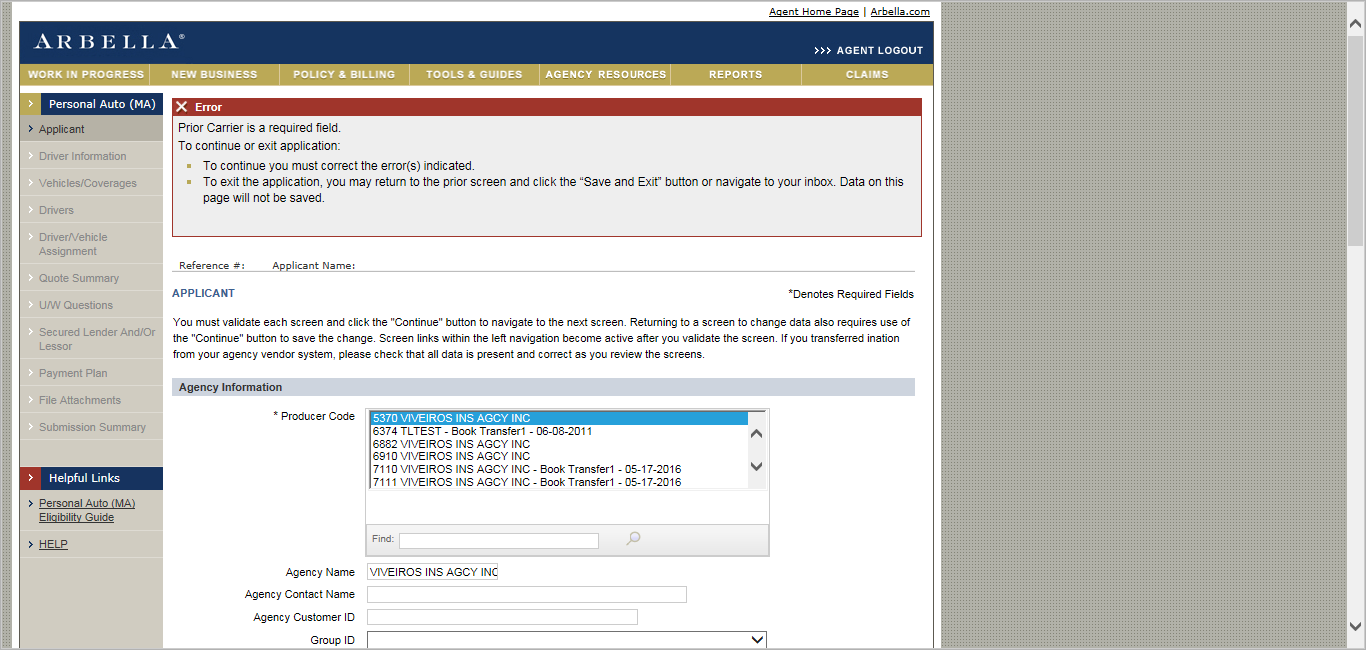 Agent Home Page | Arbella.com
ARBELLA®
>>> AGENT LOGOUT
WORK IN PROGRESS NEW BUSINESS POLICY & BILLING TOOLS & GUIDES AGENCY RESOURCES REPORTS CLAIMS
Personal Auto (MA)
Applicant
Driver Information
Vehicles/Coverages
Drivers
Driver/Vehicle
Assignment
Quote Summary
U/W Questions
Secured Lender And/Or
Lessor
Payment Plan
File Attachments
Submission Summary
Helpful Links
Personal Auto (MA)
Eligibility Guide
HELP
Error
Prior Carrier is a required field.
To continue or exit application:
To continue you must correct the error(s) indicated.
To exit the application, you may return to the prior screen and click the “Save and Exit” button or navigate to your inbox. Data on this
page will not be saved.
Reference #: Applicant Name:
APPLICANT
*Denotes Required Fields
You must validate each screen and click the "Continue" button to navigate to the next screen. Returning to a screen to change data also requires use of
the "Continue" button to save the change. Screen links within the left navigation become active after you validate the screen. If you transferred ination
from your agency vendor system, please check that all data is present and correct as you review the screens.
Agency Information
* Producer Code
5370 VIVEIROS INS AGCY INC
6374 TLTEST - Book Transfer1 - 06-08-2011
6882 VIVEIROS INS AGCY INC
6910 VIVEIROS INS AGCY INC
7110 VIVEIROS INS AGCY INC - Book Transfer1 - 05-17-2016
7111 VIVEIROS INS AGCY INC - Book Transfer1 - 05-17-2016
Find:
Agency Name VIVEIROS INS AGCY INC
Agency Contact Name
Agency Customer ID
Group ID